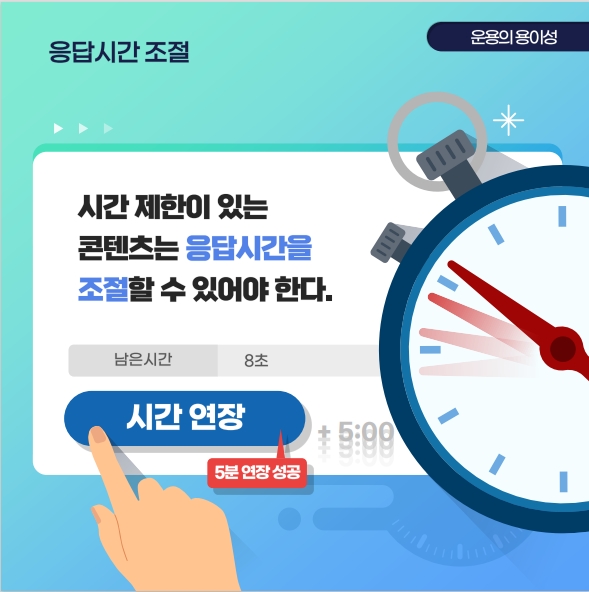 응답시간 조절
운용의 용이성
시간 제한이 있는
콘텐츠는 응답시간을
조절할 수 있어야 한다.
남은시간 8초
시간 연장
± 5:00
5분 연장 성공